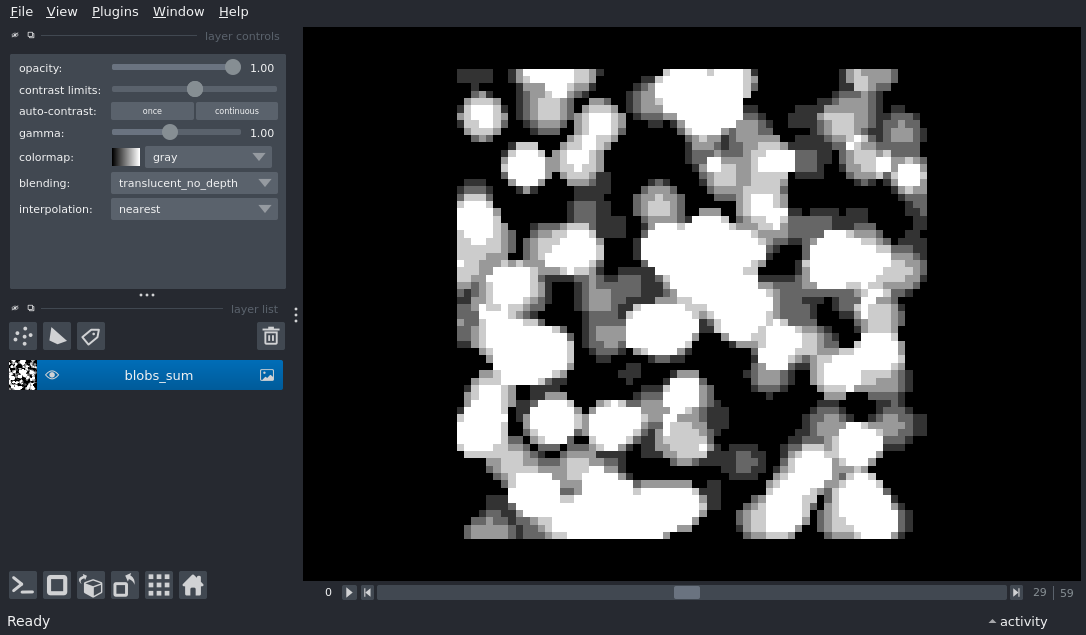 File View Plugins Window Help
layer controls
opacity: 1.00
contrast limits:
auto-contrast: once continuous
gamma: 1.00
colormap: gray
blending: translucent_no_depth
interpolation: nearest
layer list
blobs_sum
0 29 59
Ready activity